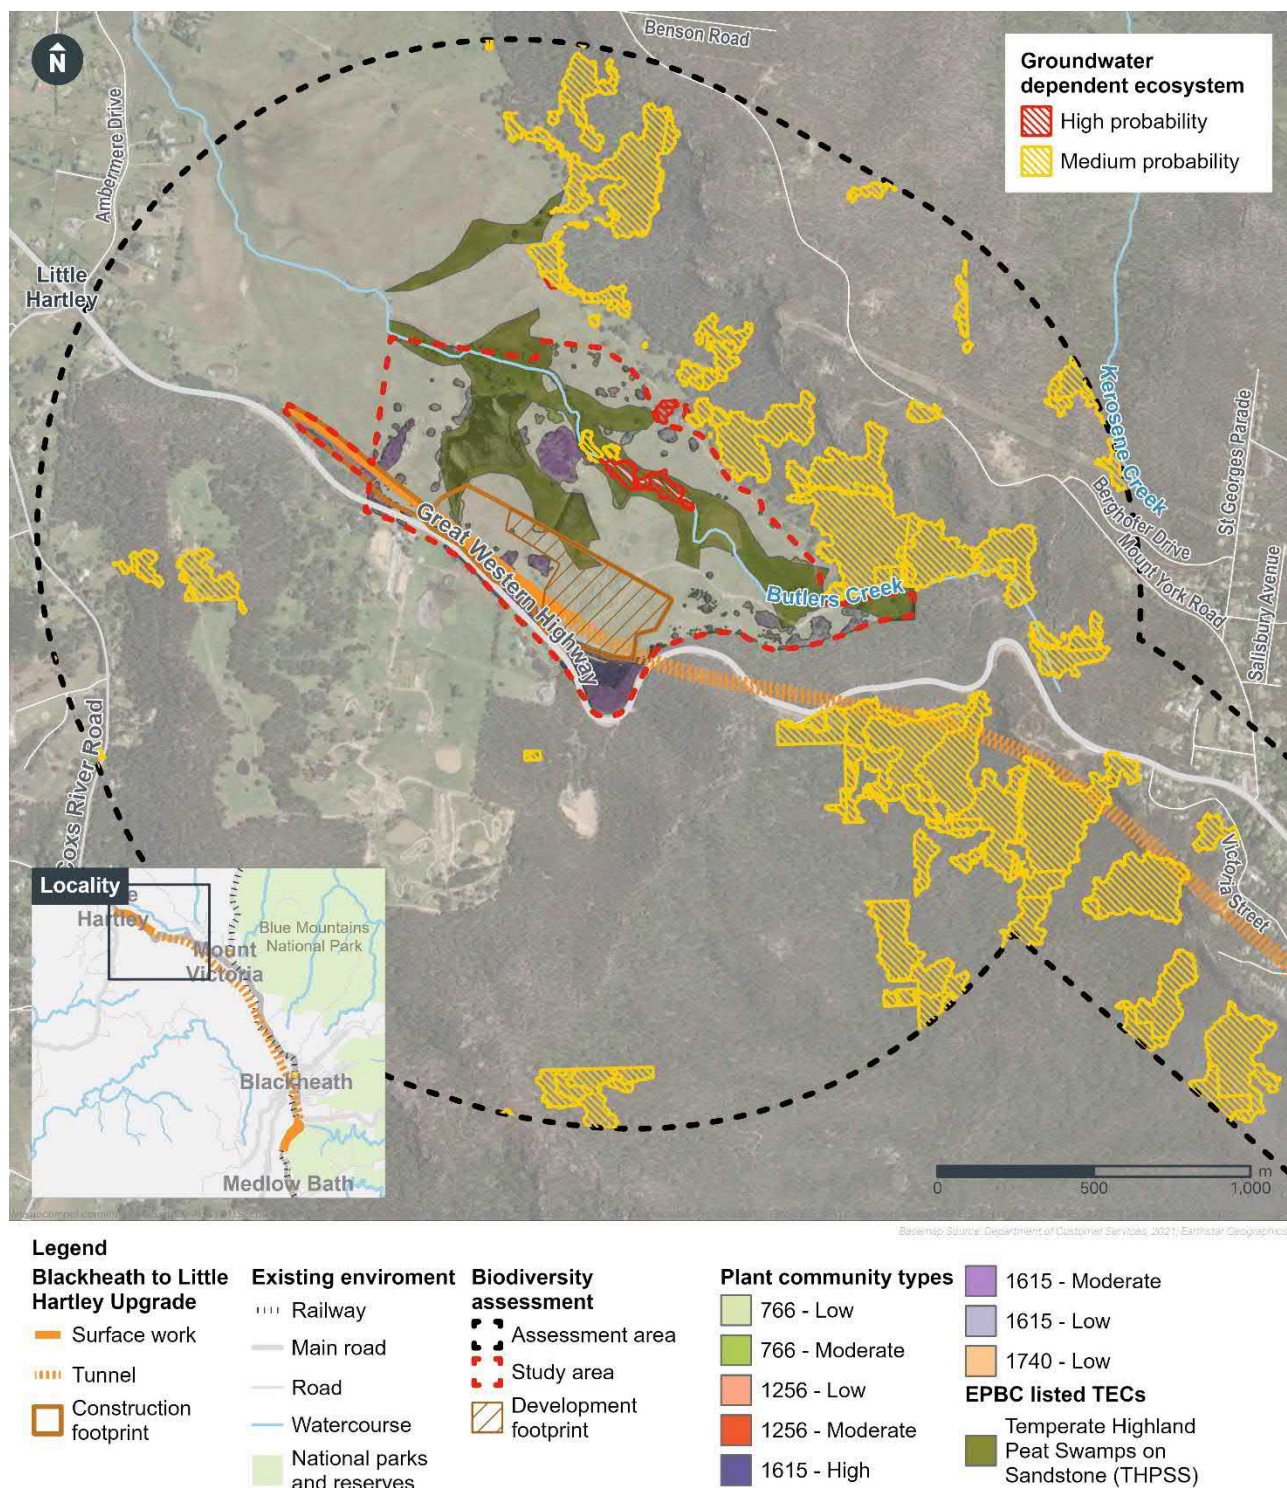 N
Benson Road
Groundwater
dependent ecosystem
High probability
Medium probability
Ambermere Drive
Little
Hartley
Kerosene Creek
St Georges Parade
Berghofer Drive
Mount York Road
Salisbury Avenue
Great Western Highway
Butlers Creek
Coxs River Road
Victoria Street
Locality
Hartley
Mount
Victoria
Blue Mountains
National Park
Blackheath
Medlow Bath
m
0
500
1,000
Basemap Source: Department of Customer Services, 2021; Earthstar Geographics
Legend
Blackheath to Little
Hartley Upgrade
Surface work
Tunnel
Construction
footprint
Existing enviroment
Railway
Main road
Road
Watercourse
National parks
and reserves
Biodiversity
assessment
Assessment area
Study area
Development
footprint
Plant community types
766 - Low
766 - Moderate
1256 - Low
1256 - Moderate
1615 - High
1615 - Moderate
1615 - Low
1740 - Low
EPBC listed TECs
Temperate Highland
Peat Swamps on
Sandstone (THPSS)